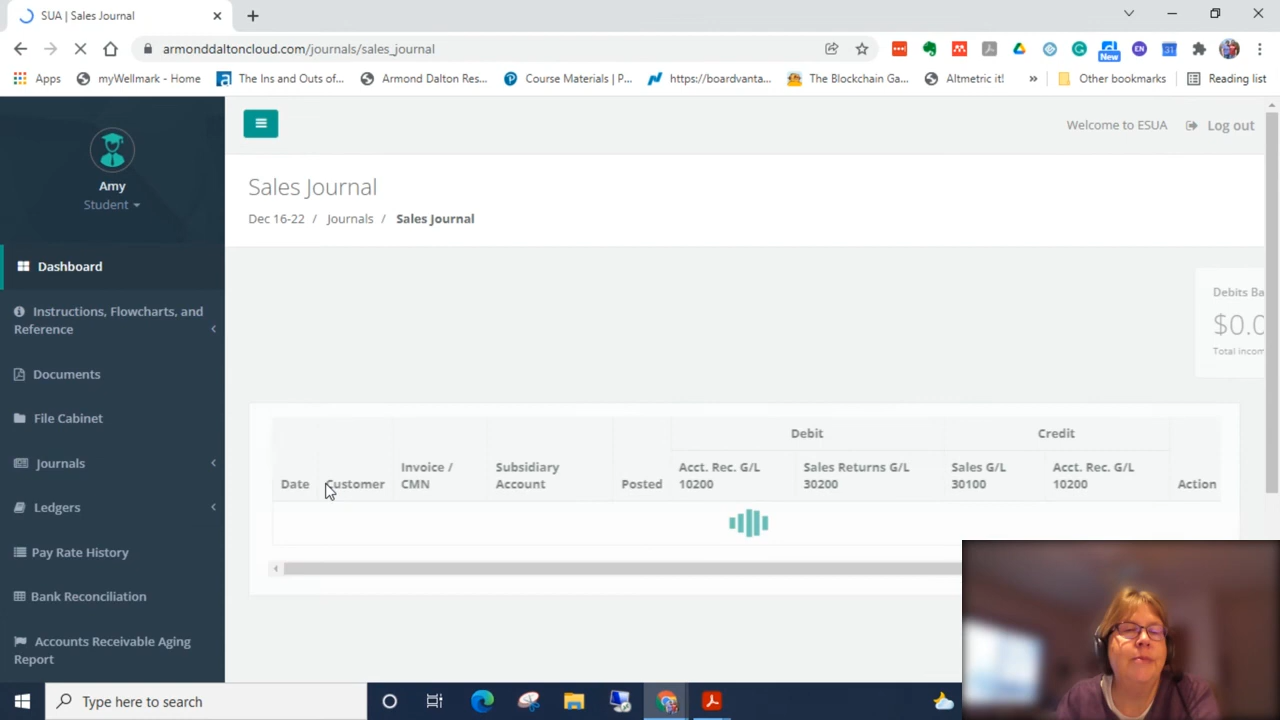 SUA | Sales Journal
armonddaltoncloud.com/journals/sales_journal
New
EN
31
Apps
myWellmark - Home
The Ins and Outs of...
Armond Dalton Res...
Course Materials | P...
https://boardvanta...
The Blockchain Ga...
Altmetric it!
»
Other bookmarks
Reading list
Amy
Student
Dashboard
Instructions, Flowcharts, and
Reference
Documents
File Cabinet
Journals
Ledgers
Pay Rate History
Bank Reconciliation
Accounts Receivable Aging
Report
Welcome to ESUA
Log out
Sales Journal
Dec 16-22 / Journals / Sales Journal
Debits Ba
$0.0
Total incom
Debit
Credit
Date
Customer
Invoice /
CMN
Subsidiary
Account
Posted
Acct. Rec. G/L
10200
Sales Returns G/L
30200
Sales G/L
30100
Acct. Rec. G/L
10200
Action
Type here to search